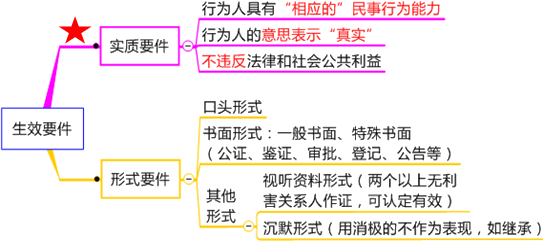 生效要件
实质要件
行为人具有“相应的”民事行为能力
行为人的意思表示“真实”
不违反法律和社会公共利益
形式要件
口头形式
书面形式：一般书面、特殊书面
（公证、鉴证、审批、登记、公告等）
其他
形式
视听资料形式（两个以上无利
害关系人作证，可认定有效）
沉默形式（用消极的不作为表现，如继承）